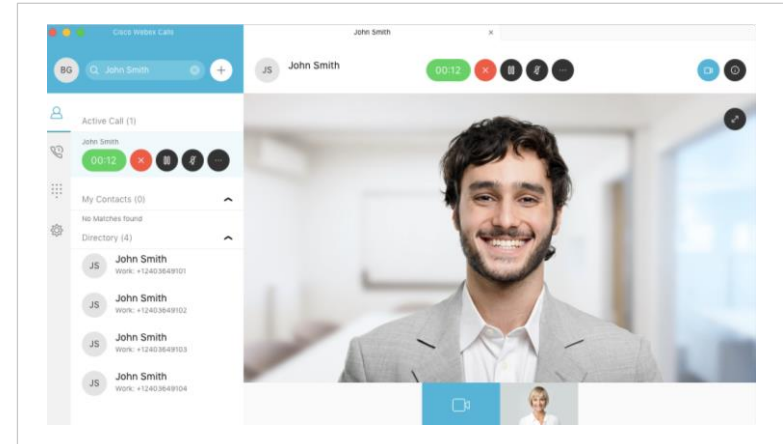 Cisco Webex Calls
John Smith ×
BG
John Smith
+
JS
John Smith
00:12
Active Call (1)
John Smith
00:12
My Contacts (0)
No Matches found
Directory (4)
JS
John Smith
Work: +12403649101
JS
John Smith
Work: +12403649102
JS
John Smith
Work: +12403649103
JS
John Smith
Work: +12403649104